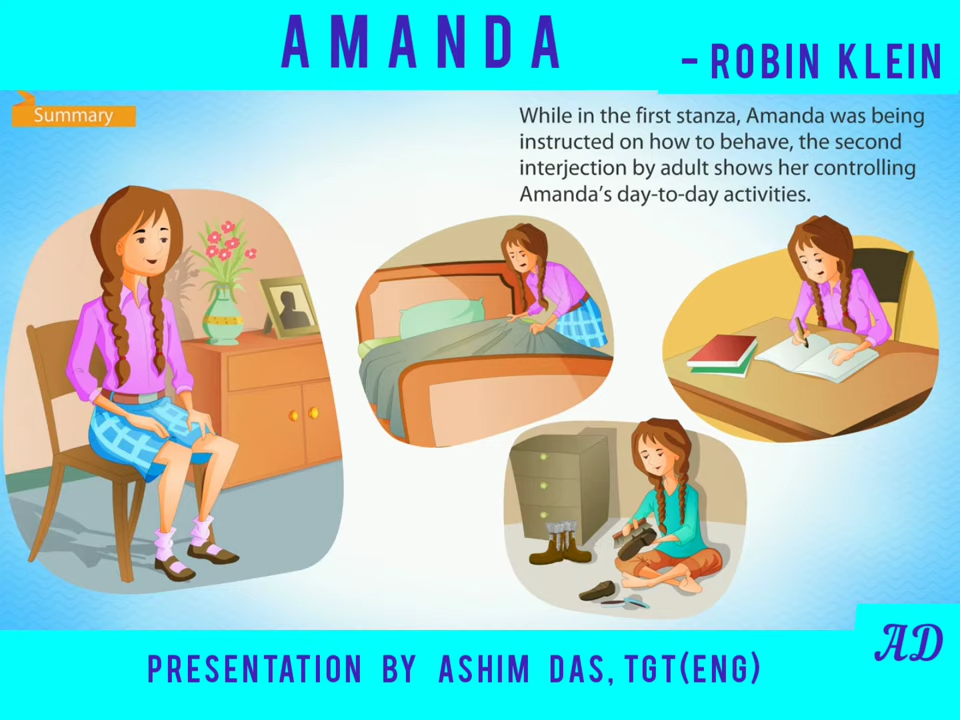 AMANDA
- ROBIN KLEIN
Summary
While in the first stanza, Amanda was being
instructed on how to behave, the second
interjection by adult shows her controlling
Amanda's day-to-day activities.
AD
PRESENTATION BY ASHIM DAS, TGT(ENG)